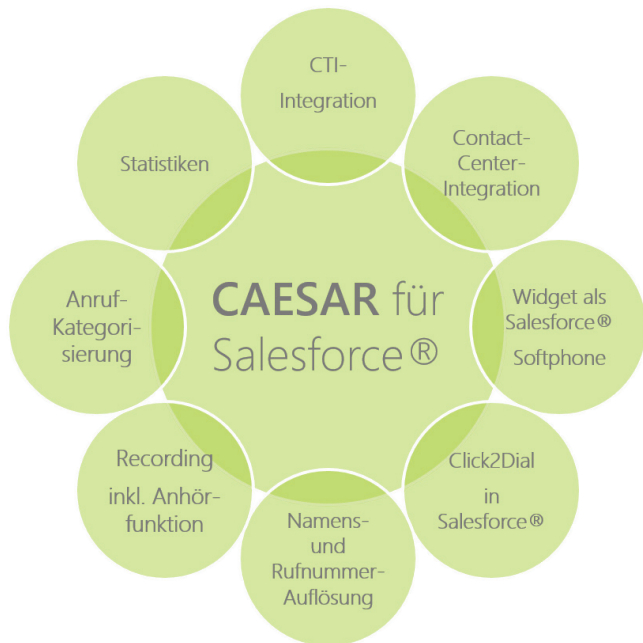 CTI-
Integration
Contact-
Center-
Integration
Widget als
Salesforce®
Softphone
Click2Dial
in
Salesforce®
Namens-
und
Rufnummer-
Auflösung
Recording
inkl. Anhör-
funktion
Anruf-
Kategori-
sierung
Statistiken
CAESAR für
Salesforce®